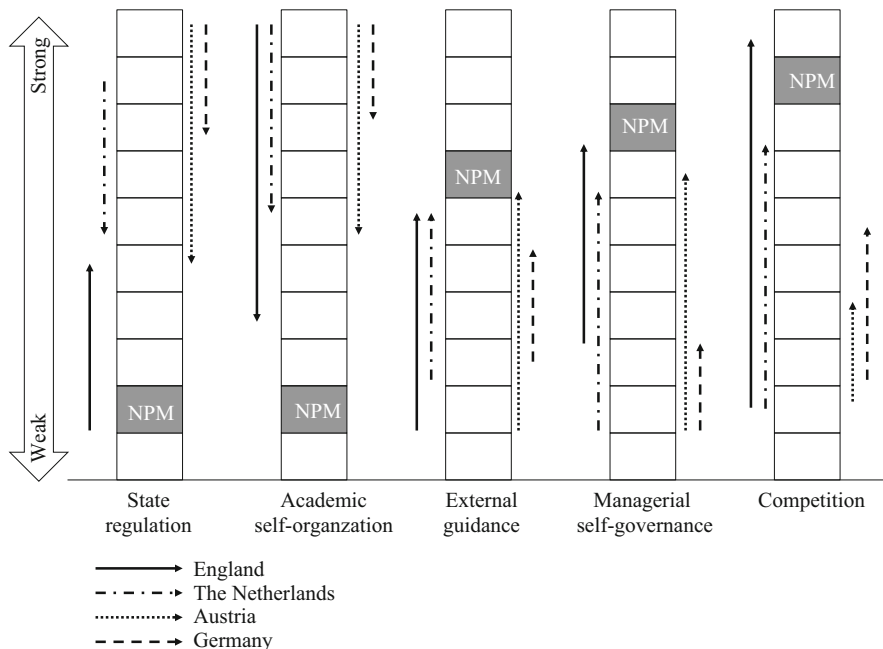 Strong
Weak
NPM
NPM
NPM
NPM
NPM
State
regulation
Academic
self-organzation
External
guidance
Managerial
self-governance
Competition
England
The Netherlands
Austria
Germany